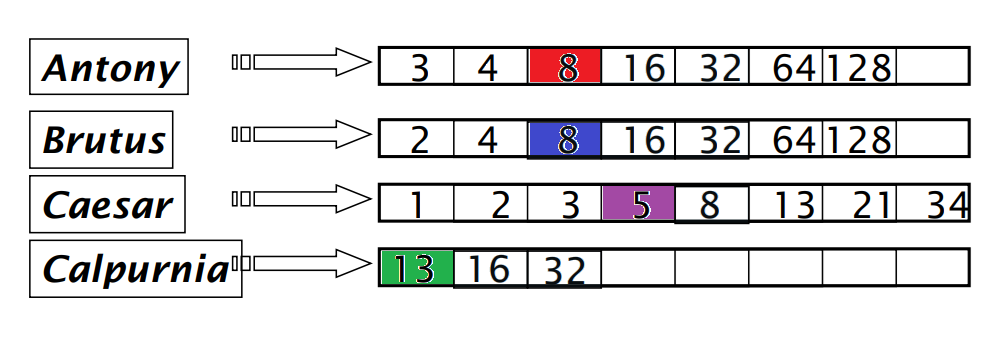 Antony 3 4 8 16 32 64 128
Brutus 2 4 8 16 32 64 128
Caesar 1 2 3 5 8 13 21 34
Calpurnia 13 16 32